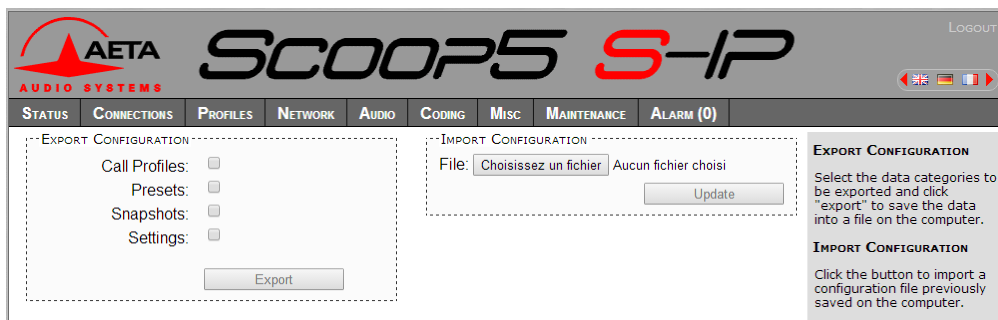 AETA
AUDIO SYSTEMS
SCOOP5 S-IP
LOGOUT
STATUS CONNECTIONS PROFILES NETWORK AUDIO CODING MISC MAINTENANCE ALARM (0)
EXPORT CONFIGURATION
Call Profiles:
Presets:
Snapshots:
Settings:
Export
IMPORT CONFIGURATION
File: Choisissez un fichier Aucun fichier choisi
Update
EXPORT CONFIGURATION
Select the data categories to
be exported and click
"export" to save the data
into a file on the computer.
IMPORT CONFIGURATION
Click the button to import a
configuration file previously
saved on the computer.